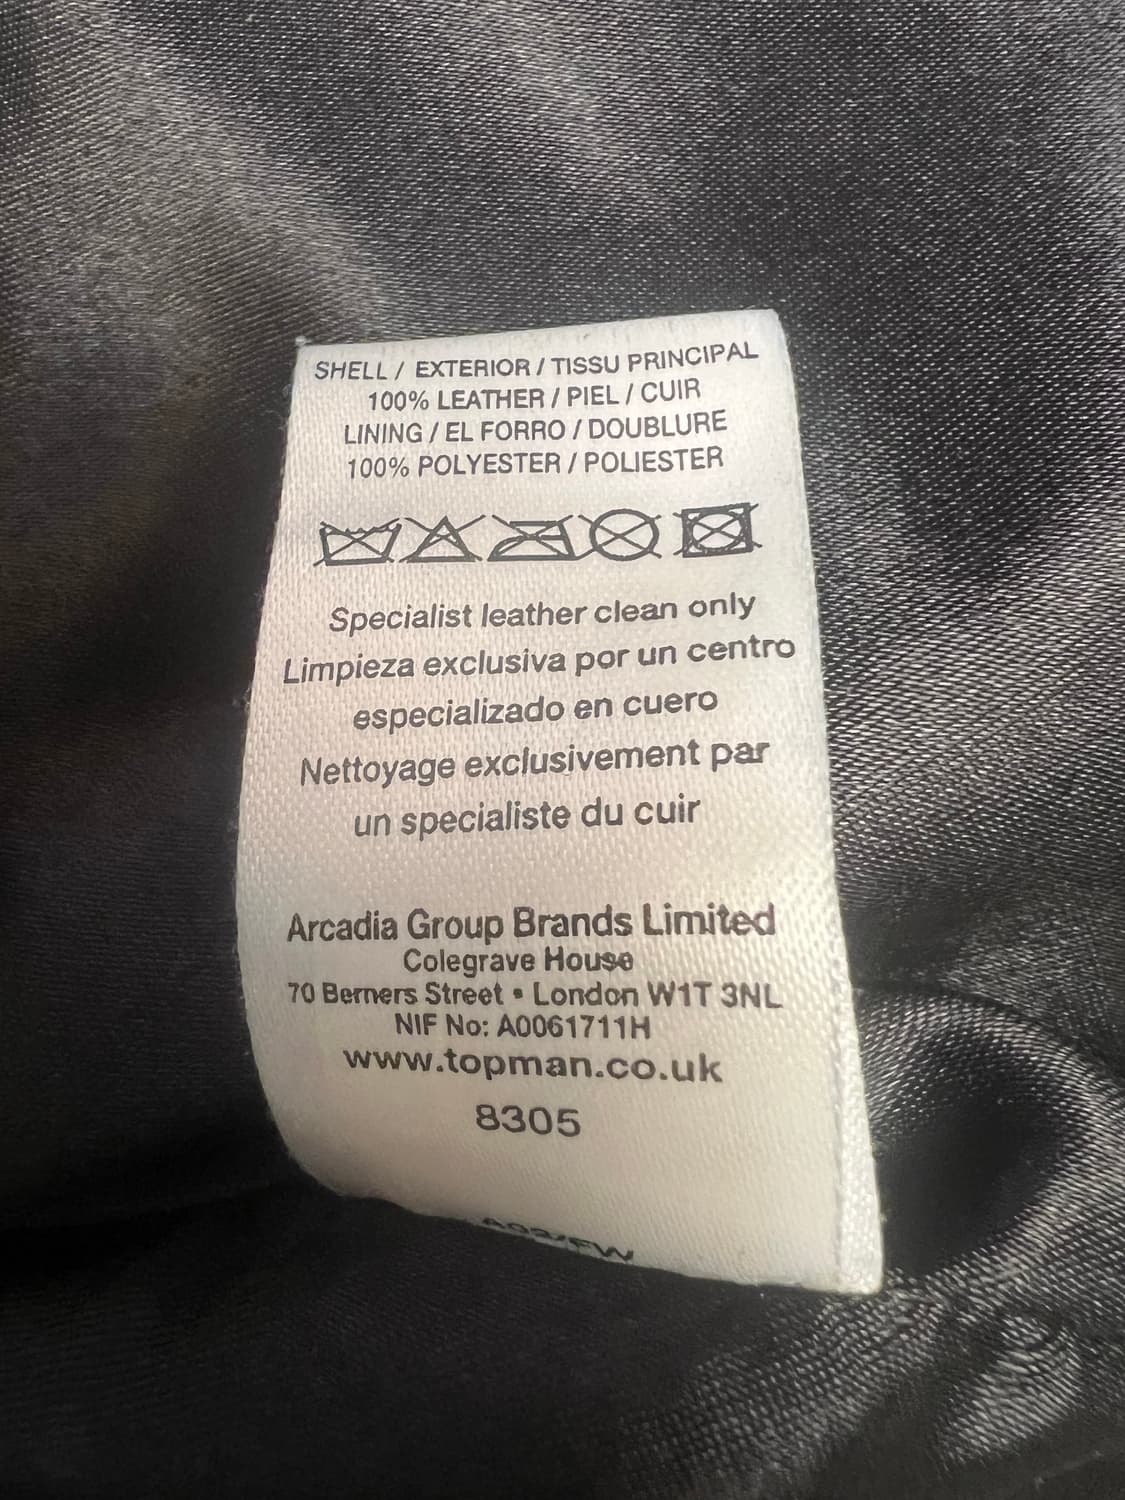 SHELL / EXTERIOR / TISSU PRINCIPAL
100% LEATHER / PIEL / CUIR
LINING / EL FORRO / DOUBLURE
100% POLYESTER / POLIESTER
Specialist leather clean only
Limpieza exclusiva por un centro
especializado en cuero
Nettoyage exclusivement par
un specialiste du cuir
Arcadia Group Brands Limited
Colegrave House
70 Berners Street • London W1T 3NL
NIF No: A0061711H
www.topman.co.uk
8305